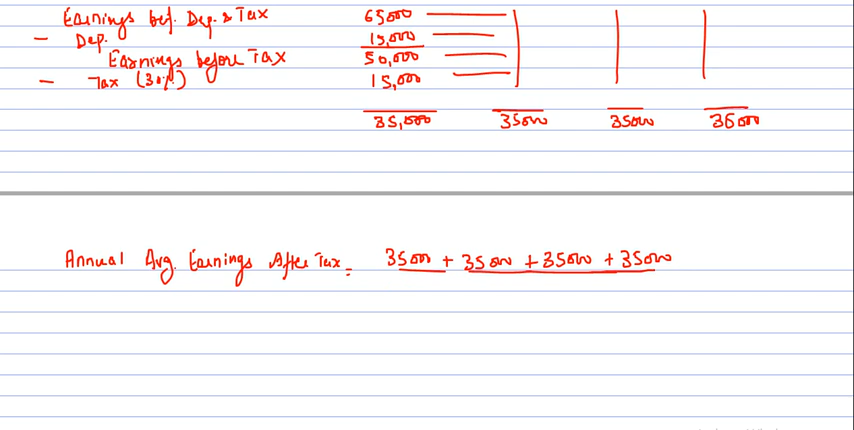 Earnings bef. Dep. & Tax 65000
- Dep. 15,000
Earnings before Tax 50,000
- Tax (30%) 15,000
35,000 35000 35000 35000
Annual Avg. Earnings After Tax = 35000 + 35000 + 35000 + 35000